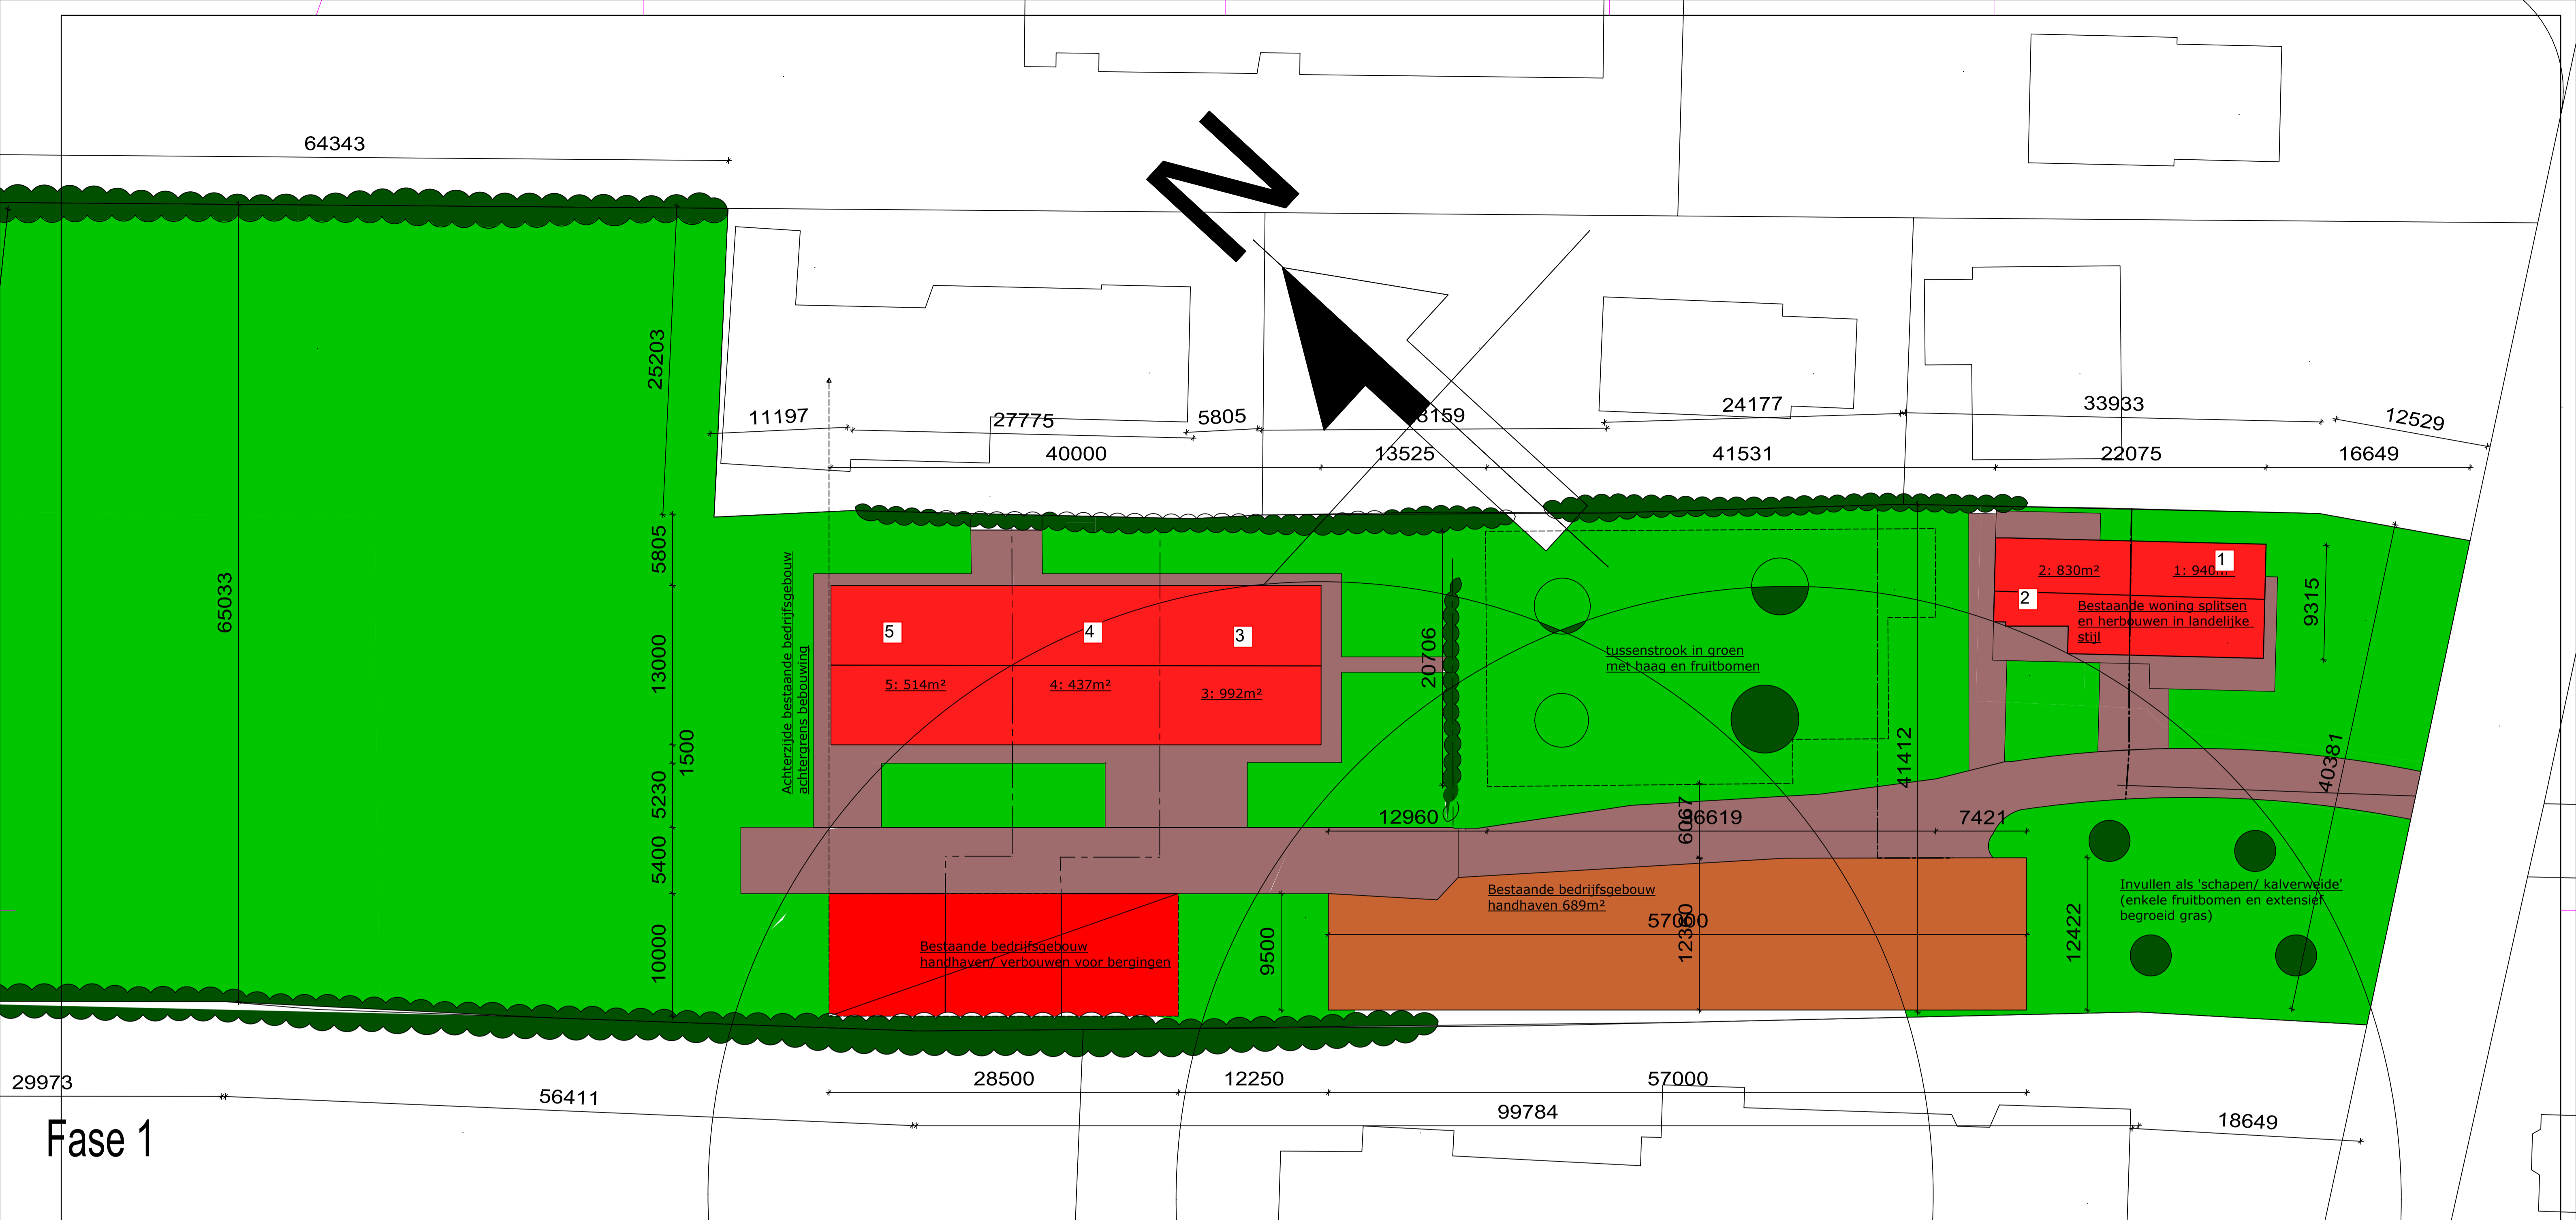 N
64343
25203
65033
11197
27775
5805
24177
33933
12529
40000
13525
41531
22075
16649
Achterzijde bestaande bedrijfsgebouw
achtergrens bebouwing
5805
13000
1500
5230
5400
10000
5
4
3
5: 514m²
4: 437m²
3: 992m²
20706
tussenstrook in groen
met haag en fruitbomen
1
2
2: 830m²
1: 940m²
Bestaande woning splitsen
en herbouwen in landelijke
stijl
9315
40381
41412
12960
6067
36619
7421
Bestaande bedrijfsgebouw
handhaven/ verbouwen voor bergingen
9500
Bestaande bedrijfsgebouw
handhaven 689m²
57000
12380
12422
Invullen als 'schapen/ kalverweide'
(enkele fruitbomen en extensief
begroeid gras)
29973
56411
28500
12250
57000
99784
18649
Fase 1